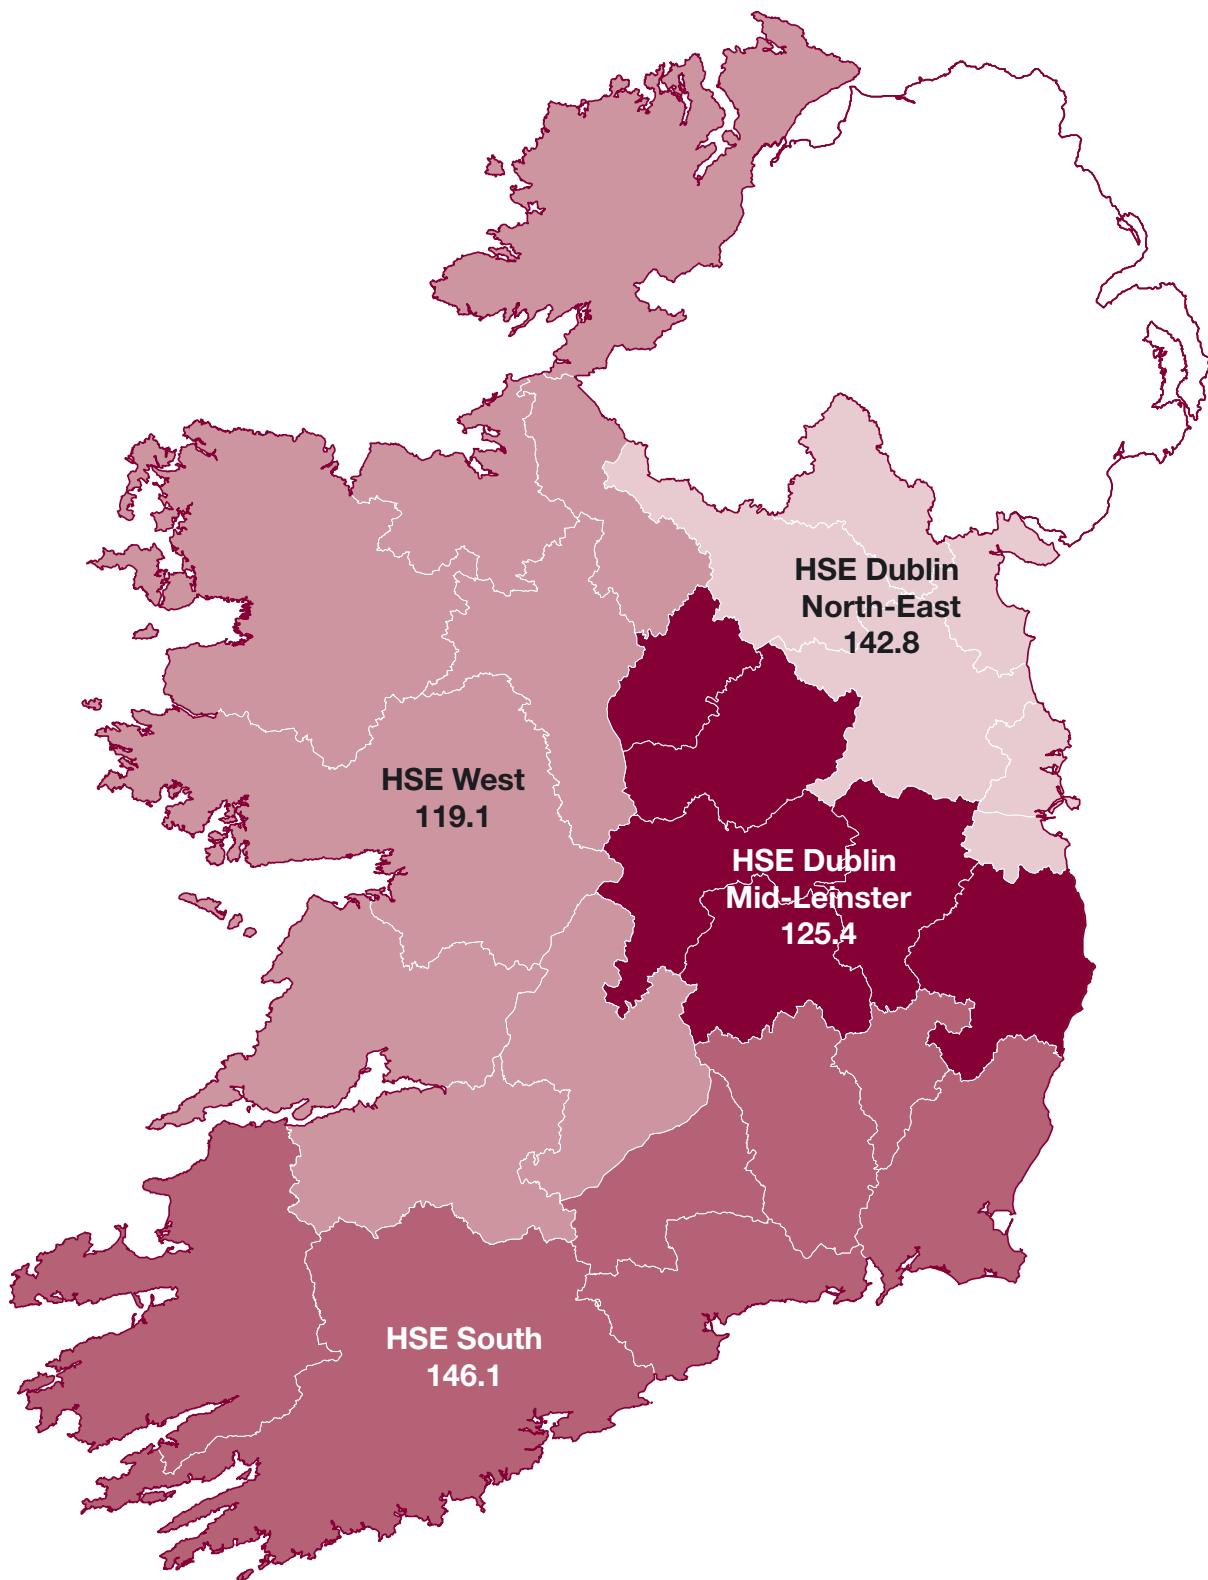 HSE Dublin
North-East
142.8
HSE West
119.1
HSE Dublin
Mid-Leinster
125.4
HSE South
146.1